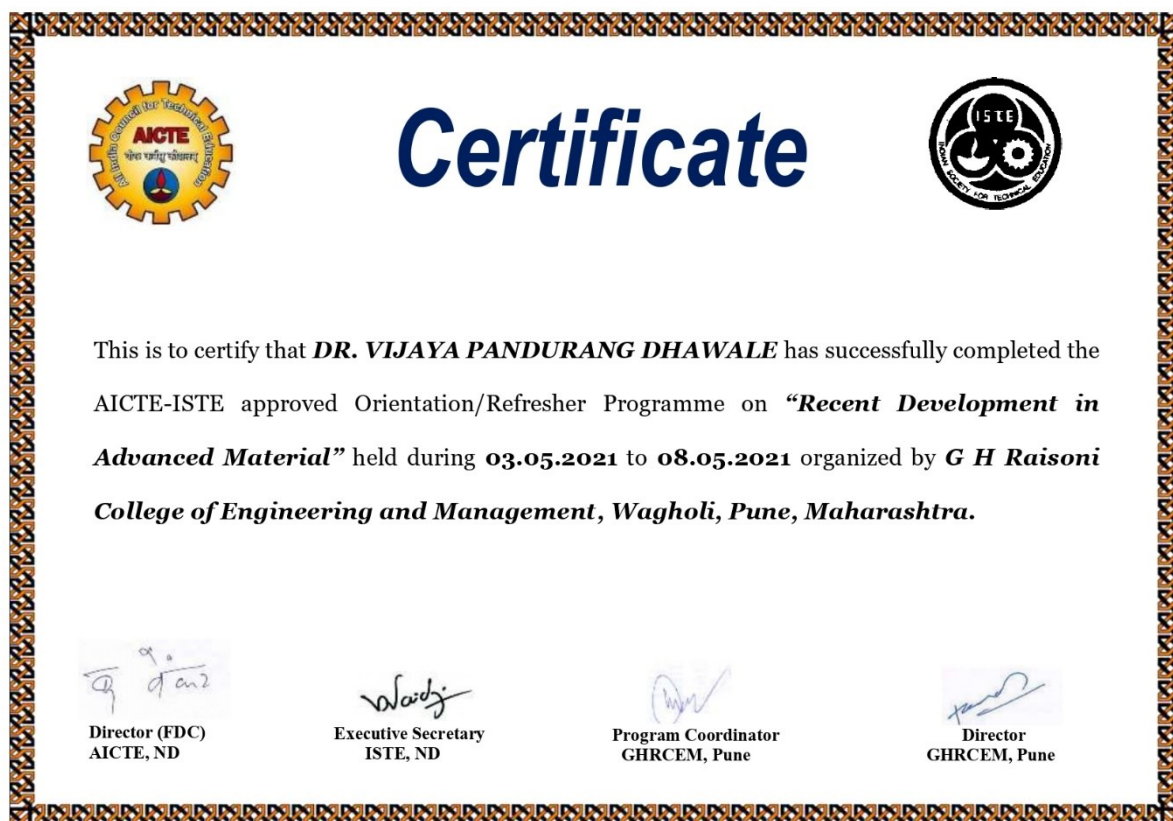 All India Council for Technical Education
AICTE
Certificate
ISTE
INDIAN SOCIETY FOR TECHNICAL EDUCATION
This is to certify that DR. VIJAYA PANDURANG DHAWALE has successfully completed the
AICTE-ISTE approved Orientation/Refresher Programme on “Recent Development in
Advanced Material” held during 03.05.2021 to 08.05.2021 organized by G H Raisoni
College of Engineering and Management, Wagholi, Pune, Maharashtra.
Director (FDC)
AICTE, ND
Executive Secretary
ISTE, ND
Program Coordinator
GHRCEM, Pune
Director
GHRCEM, Pune